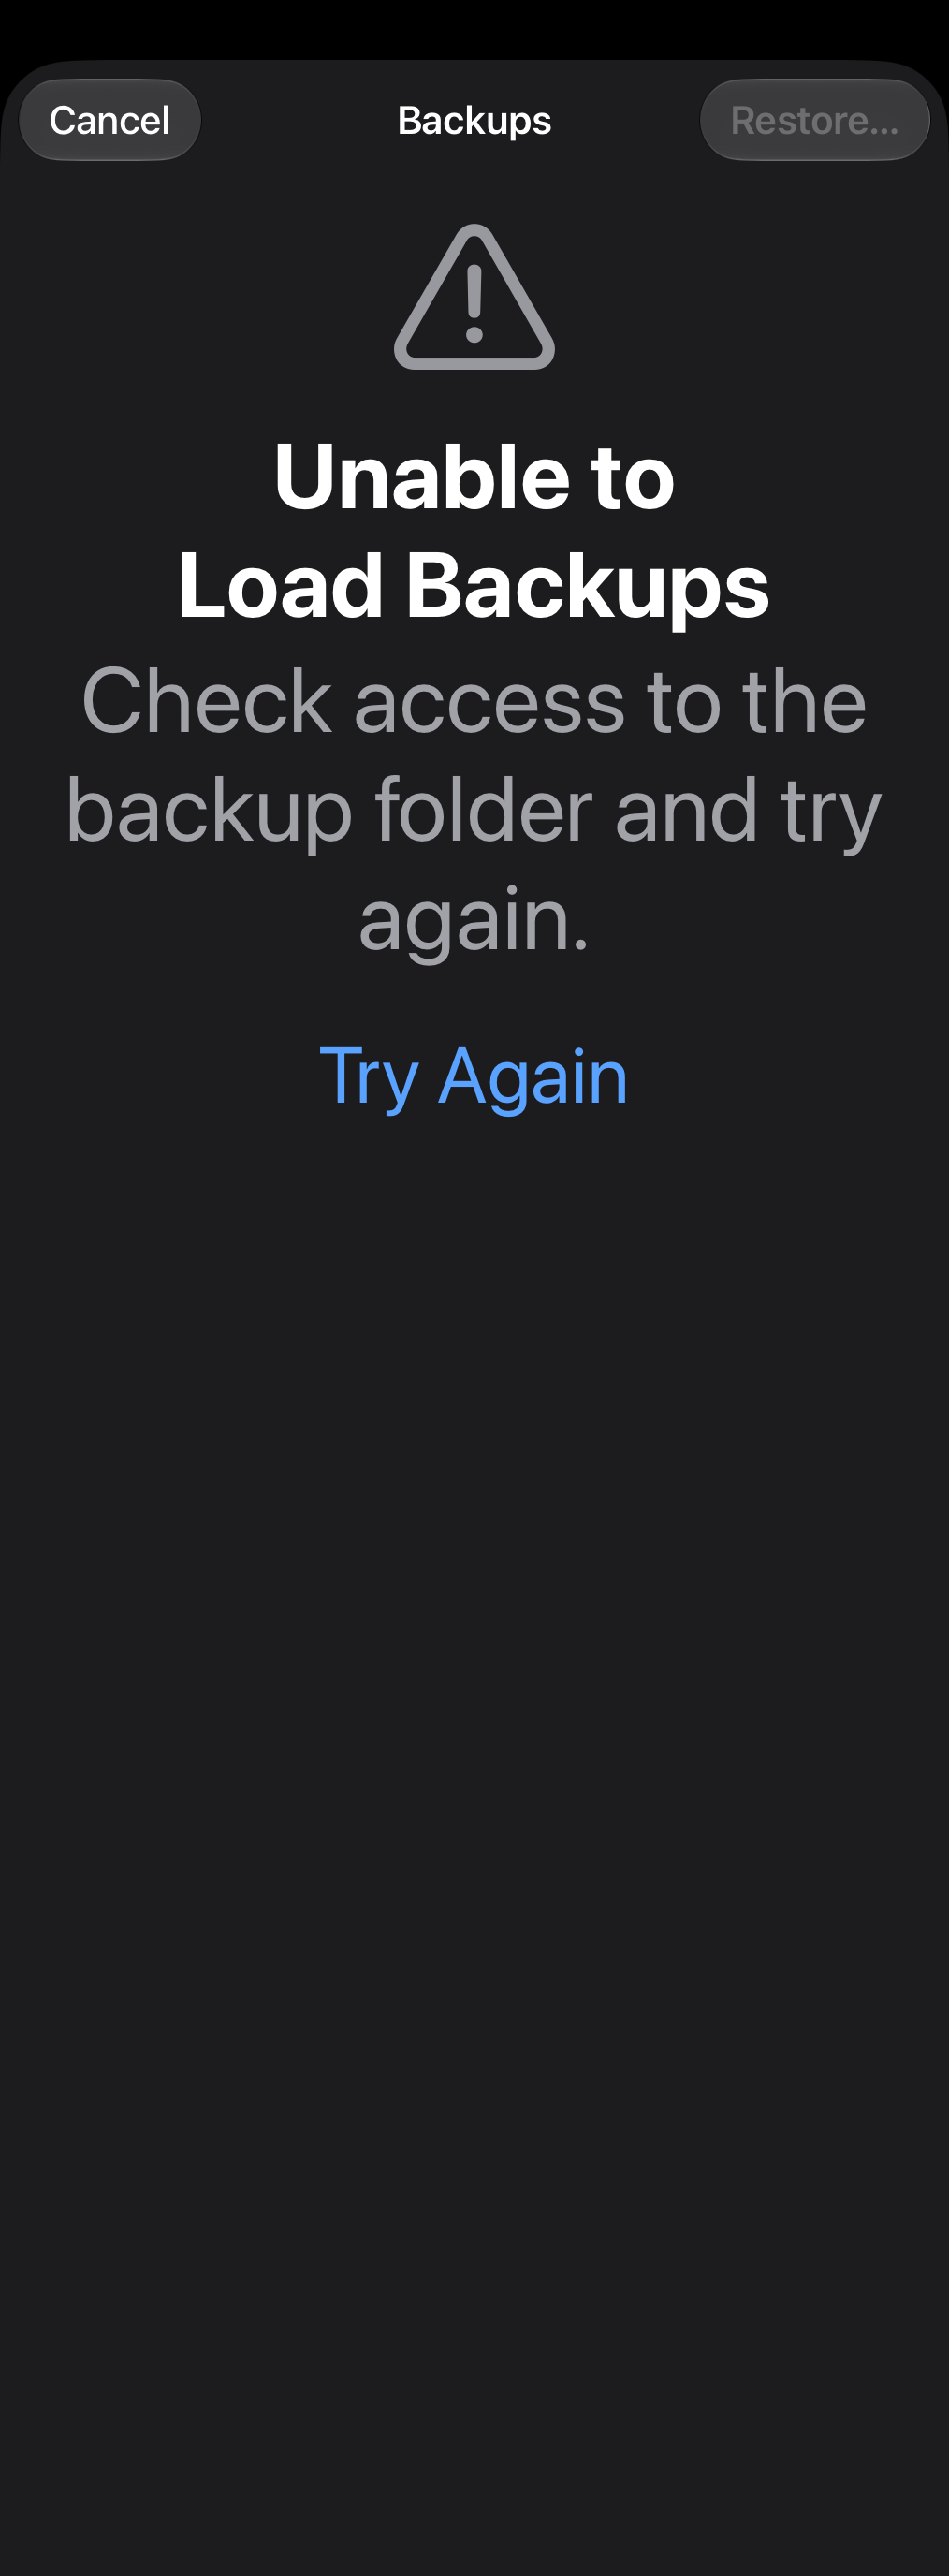 Cancel
Backups
Restore...
Unable to
Load Backups
Check access to the
backup folder and try
again.
Try Again